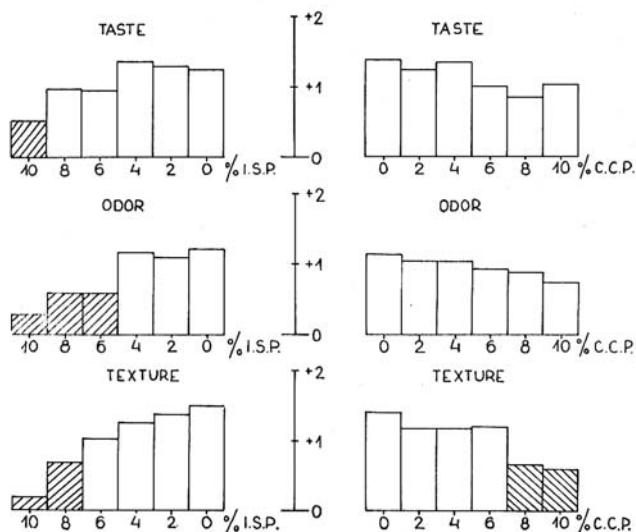 TASTE +2 TASTE
+1
10 8 6 4 2 0 % I.S.P. 0 0 2 4 6 8 10 % C.C.P.
ODOR +2 ODOR
+1
10 8 6 4 2 0 % I.S.P. 0 0 2 4 6 8 10 % C.C.P.
TEXTURE +2 TEXTURE
+1
10 8 6 4 2 0 % I.S.P. 0 0 2 4 6 8 10 % C.C.P.